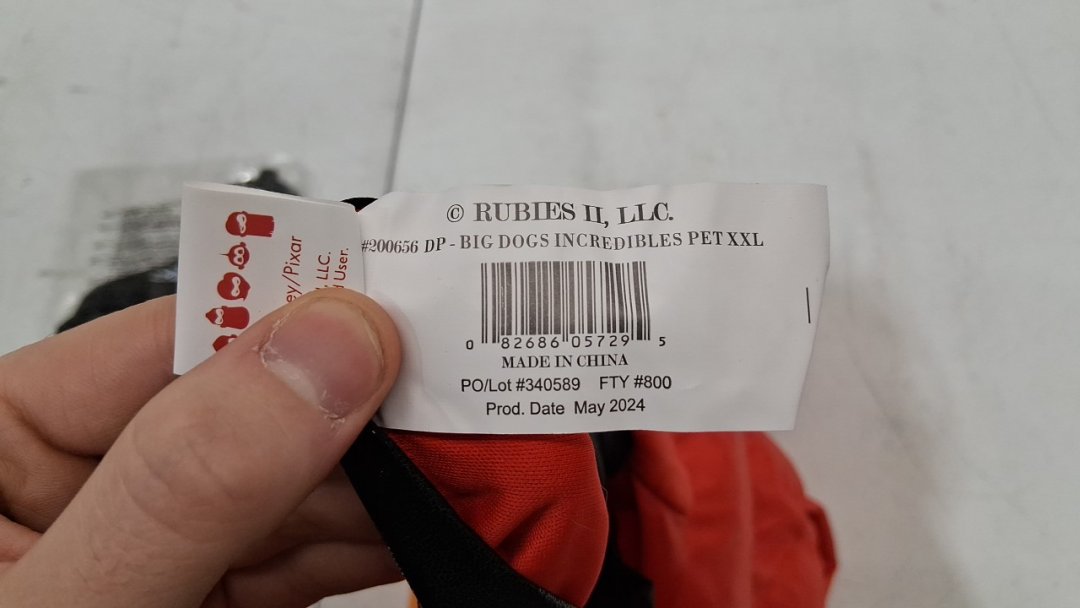 © RUBIES II, LLC.
#200656 DP - BIG DOGS INCREDIBLES PET XXL
0 82686 05729 5
MADE IN CHINA
PO/Lot #340589 FTY #800
Prod. Date May 2024
ey/Pixar
LLC.
User.